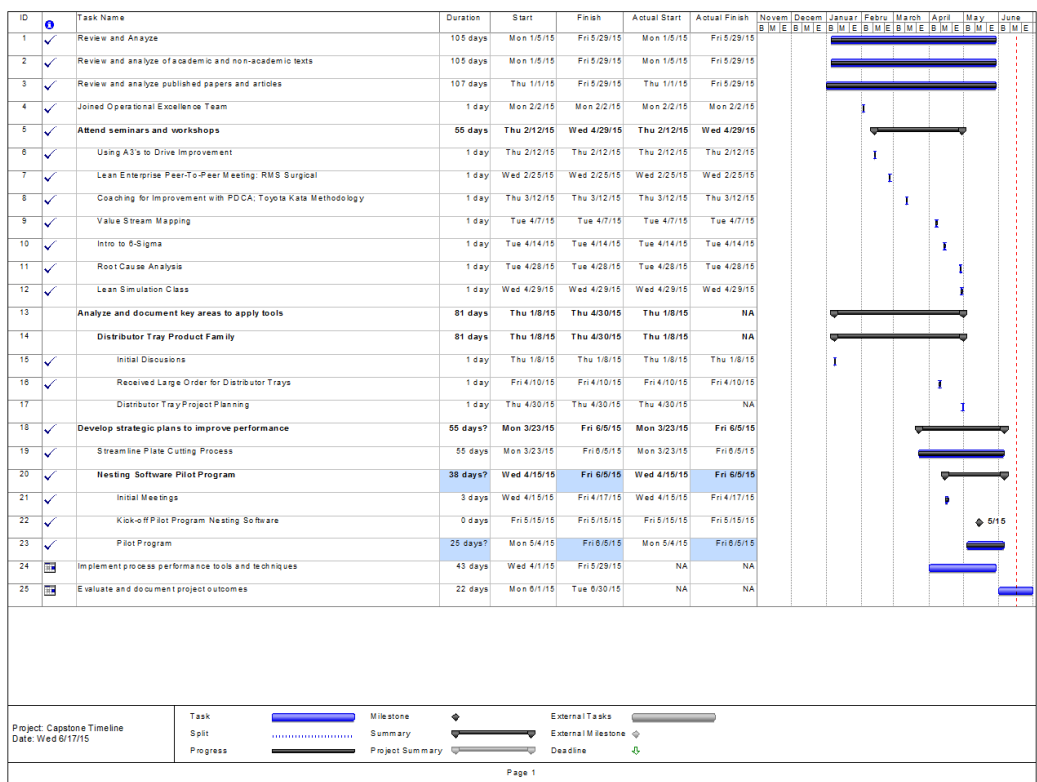 ID Task Name Duration Start Finish Actual Start Actual Finish Novem Decem Januar Febru March April May June
B M E B M E B M E B M E B M E B M E B M E B M E
1 Review and Anayze 105 days Mon 1/5/15 Fri 5/29/15 Mon 1/5/15 Fri 5/29/15
2 Review and analyze of academic and non-academic texts 105 days Mon 1/5/15 Fri 5/29/15 Mon 1/5/15 Fri 5/29/15
3 Review and analyze published papers and articles 107 days Thu 1/1/15 Fri 5/29/15 Thu 1/1/15 Fri 5/29/15
4 Joined Operational Excellence Team 1 day Mon 2/2/15 Mon 2/2/15 Mon 2/2/15 Mon 2/2/15
5 Attend seminars and workshops 55 days Thu 2/12/15 Wed 4/29/15 Thu 2/12/15 Wed 4/29/15
6 Using A3's to Drive Improvement 1 day Thu 2/12/15 Thu 2/12/15 Thu 2/12/15 Thu 2/12/15
7 Lean Enterprise Peer-To-Peer Meeting: RMS Surgical 1 day Wed 2/25/15 Wed 2/25/15 Wed 2/25/15 Wed 2/25/15
8 Coaching for Improvement with PDCA; Toyota Kata Methodology 1 day Thu 3/12/15 Thu 3/12/15 Thu 3/12/15 Thu 3/12/15
9 Value Stream Mapping 1 day Tue 4/7/15 Tue 4/7/15 Tue 4/7/15 Tue 4/7/15
10 Intro to 6-Sigma 1 day Tue 4/14/15 Tue 4/14/15 Tue 4/14/15 Tue 4/14/15
11 Root Cause Analysis 1 day Tue 4/28/15 Tue 4/28/15 Tue 4/28/15 Tue 4/28/15
12 Lean Simulation Class 1 day Wed 4/29/15 Wed 4/29/15 Wed 4/29/15 Wed 4/29/15
13 Analyze and document key areas to apply tools 81 days Thu 1/8/15 Thu 4/30/15 Thu 1/8/15 NA
14 Distributor Tray Product Family 81 days Thu 1/8/15 Thu 4/30/15 Thu 1/8/15 NA
15 Initial Discusions 1 day Thu 1/8/15 Thu 1/8/15 Thu 1/8/15 Thu 1/8/15
16 Received Large Order for Distributor Trays 1 day Fri 4/10/15 Fri 4/10/15 Fri 4/10/15 Fri 4/10/15
17 Distributor Tray Project Planning 1 day Thu 4/30/15 Thu 4/30/15 Thu 4/30/15 NA
18 Develop strategic plans to improve performance 55 days? Mon 3/23/15 Fri 6/5/15 Mon 3/23/15 Fri 6/5/15
19 Streamline Plate Cutting Process 55 days Mon 3/23/15 Fri 6/5/15 Mon 3/23/15 Fri 6/5/15
20 Nesting Software Pilot Program 38 days? Wed 4/15/15 Fri 6/5/15 Wed 4/15/15 Fri 6/5/15
21 Initial Meetings 3 days Wed 4/15/15 Fri 4/17/15 Wed 4/15/15 Fri 4/17/15
22 Kick-off Pilot Program Nesting Software 0 days Fri 5/15/15 Fri 5/15/15 Fri 5/15/15 Fri 5/15/15 5/15
23 Pilot Program 25 days? Mon 5/4/15 Fri 6/5/15 Mon 5/4/15 Fri 6/5/15
24 Implement process performance tools and techniques 43 days Wed 4/1/15 Fri 5/29/15 NA NA
25 Evaluate and document project outcomes 22 days Mon 6/1/15 Tue 6/30/15 NA NA
Project: Capstone Timeline
Date: Wed 6/17/15
Task Milestone External Tasks
Split Summary External Milestone
Progress Project Summary Deadline
Page 1